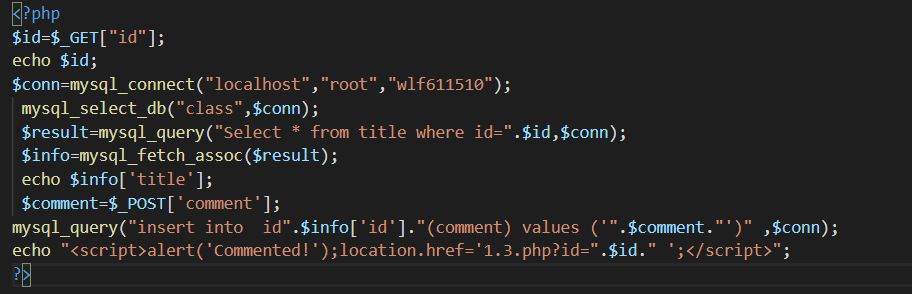 <?php
$id=$_GET["id"];
echo $id;
$conn=mysql_connect("localhost","root","wlf611510");
mysql_select_db("class",$conn);
$result=mysql_query("Select * from title where id=".$id,$conn);
$info=mysql_fetch_assoc($result);
echo $info['title'];
$comment=$_POST['comment'];
mysql_query("insert into  id".$info['id']."(comment) values ('".$comment."')" ,$conn);
echo "<script>alert('Commented!');location.href='1.3.php?id=".$id." ';</script>";
?>